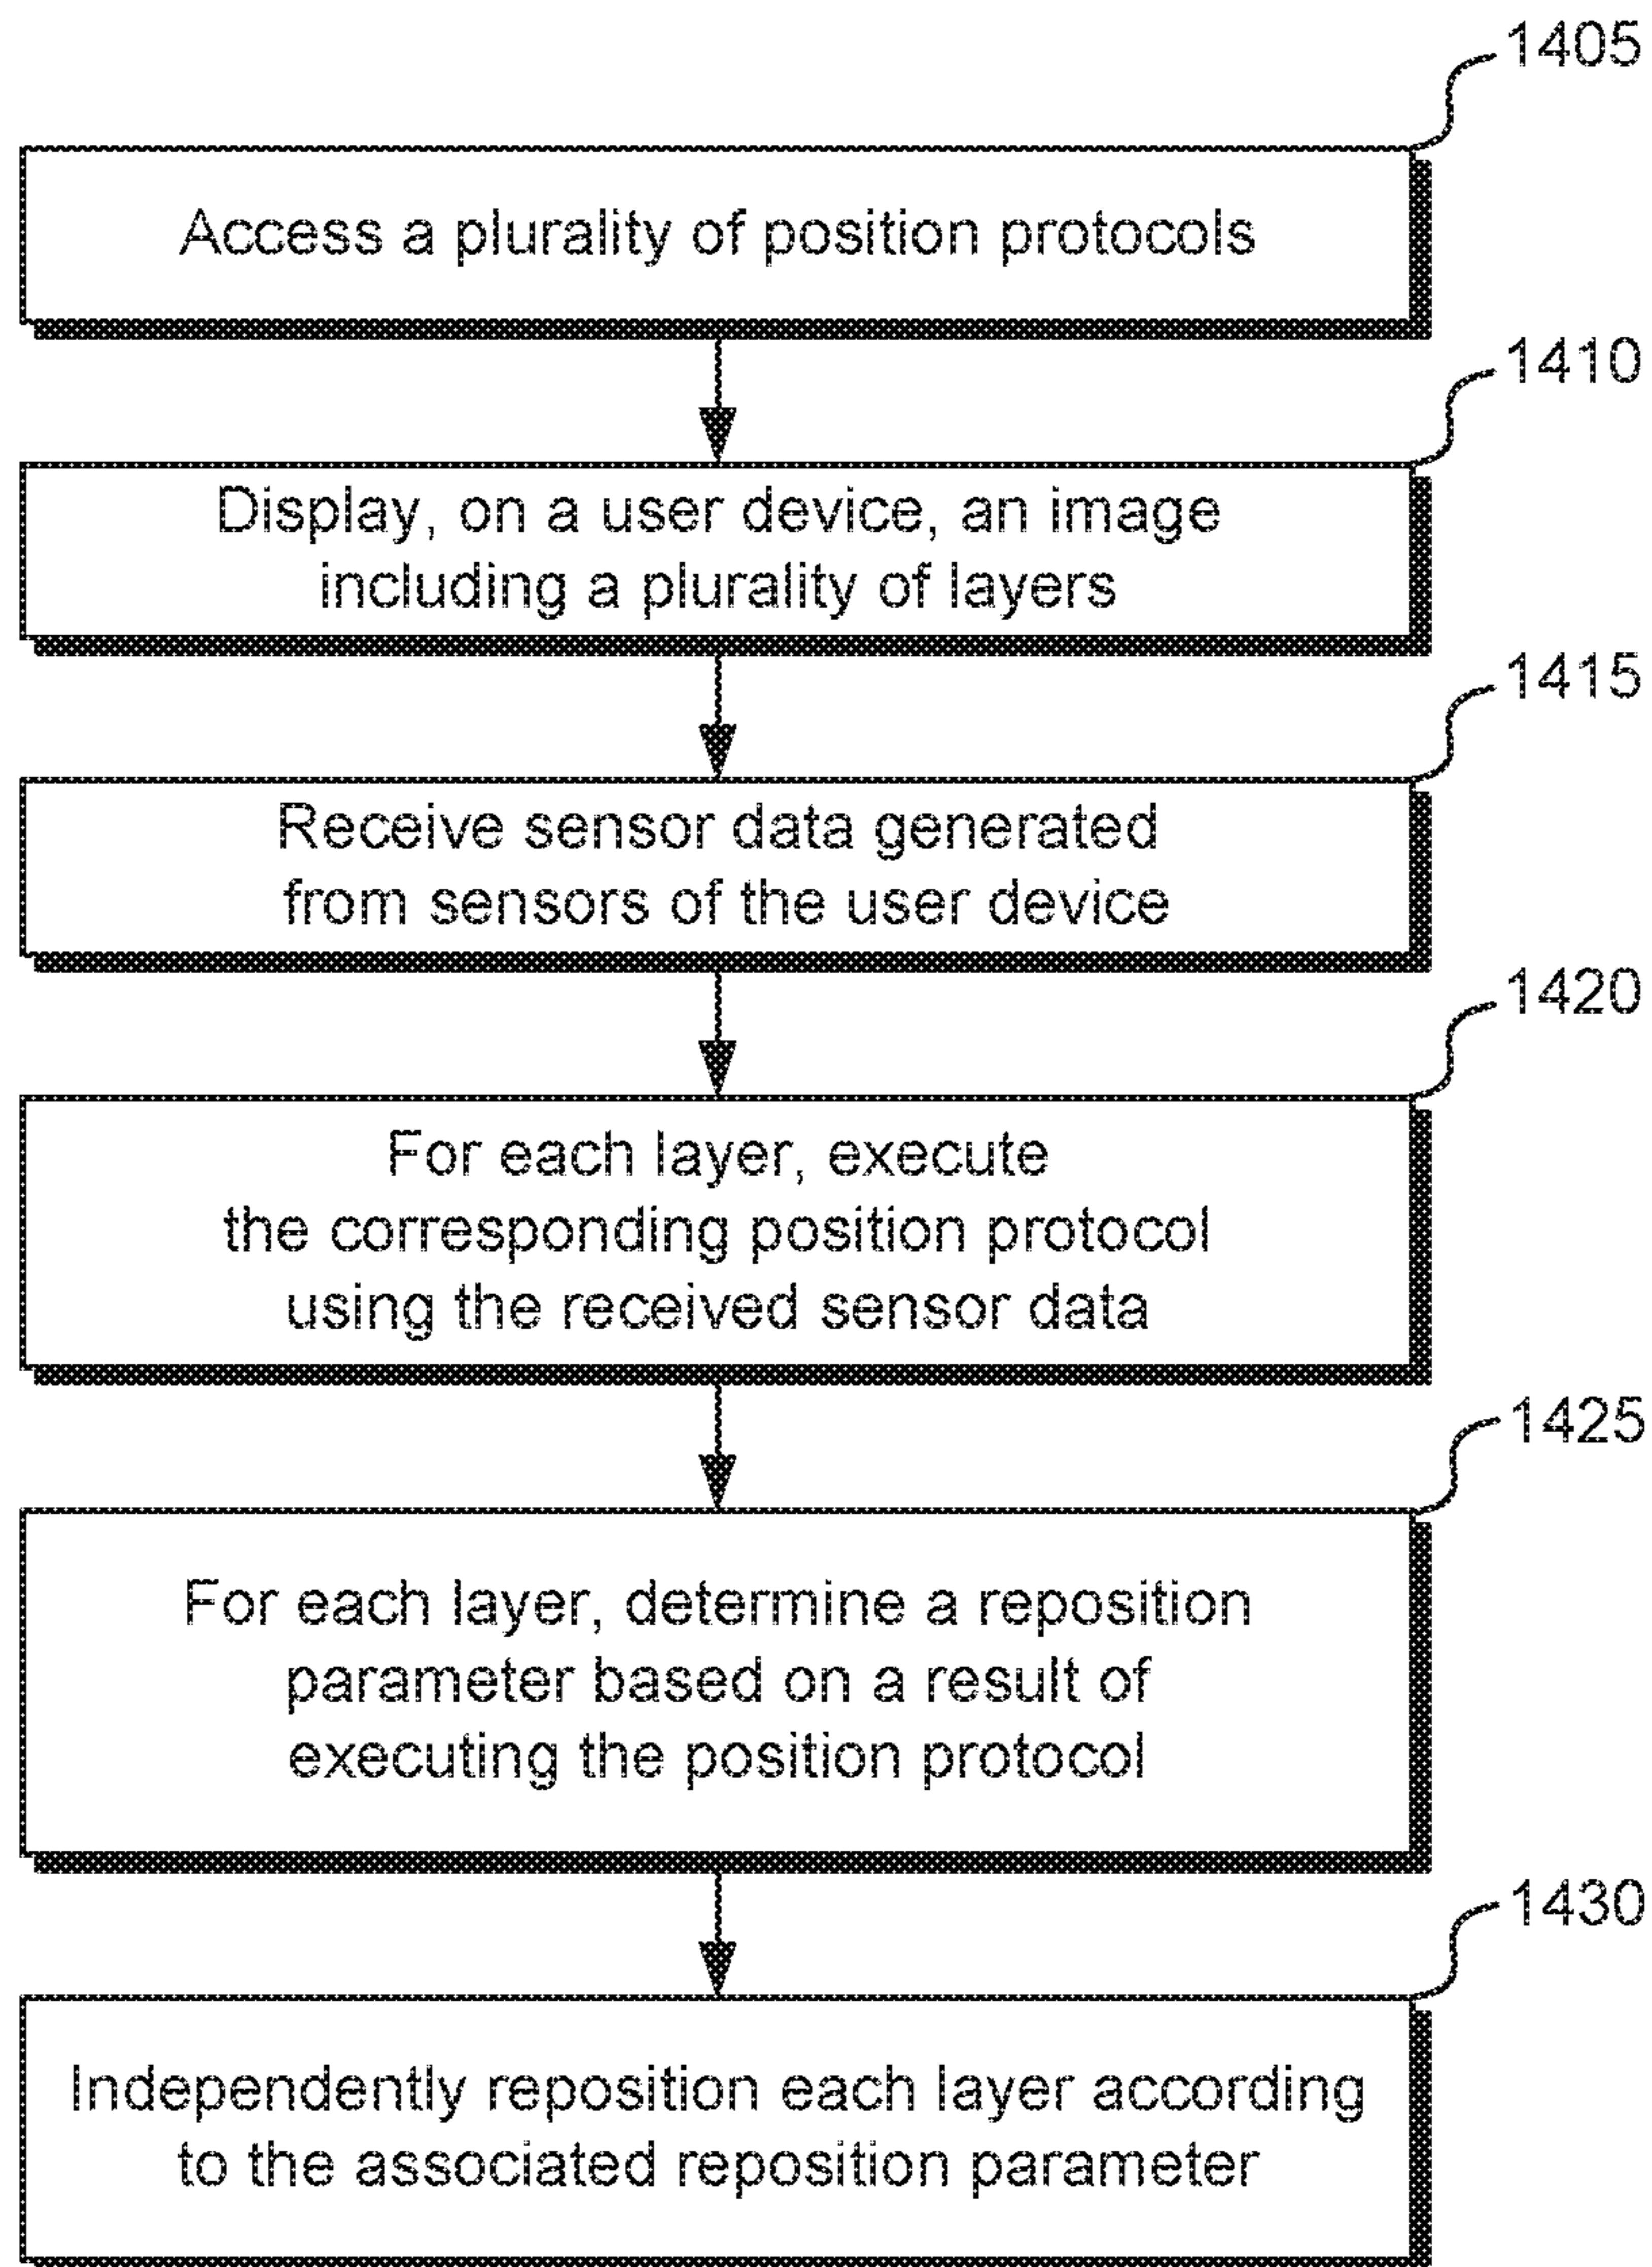 1405
Access a plurality of position protocols
1410
Display, on a user device, an image
including a plurality of layers
1415
Receive sensor data generated
from sensors of the user device
1420
For each layer, execute
the corresponding position protocol
using the received sensor data
1425
For each layer, determine a reposition
parameter based on a result of
executing the position protocol
1430
Independently reposition each layer according
to the associated reposition parameter